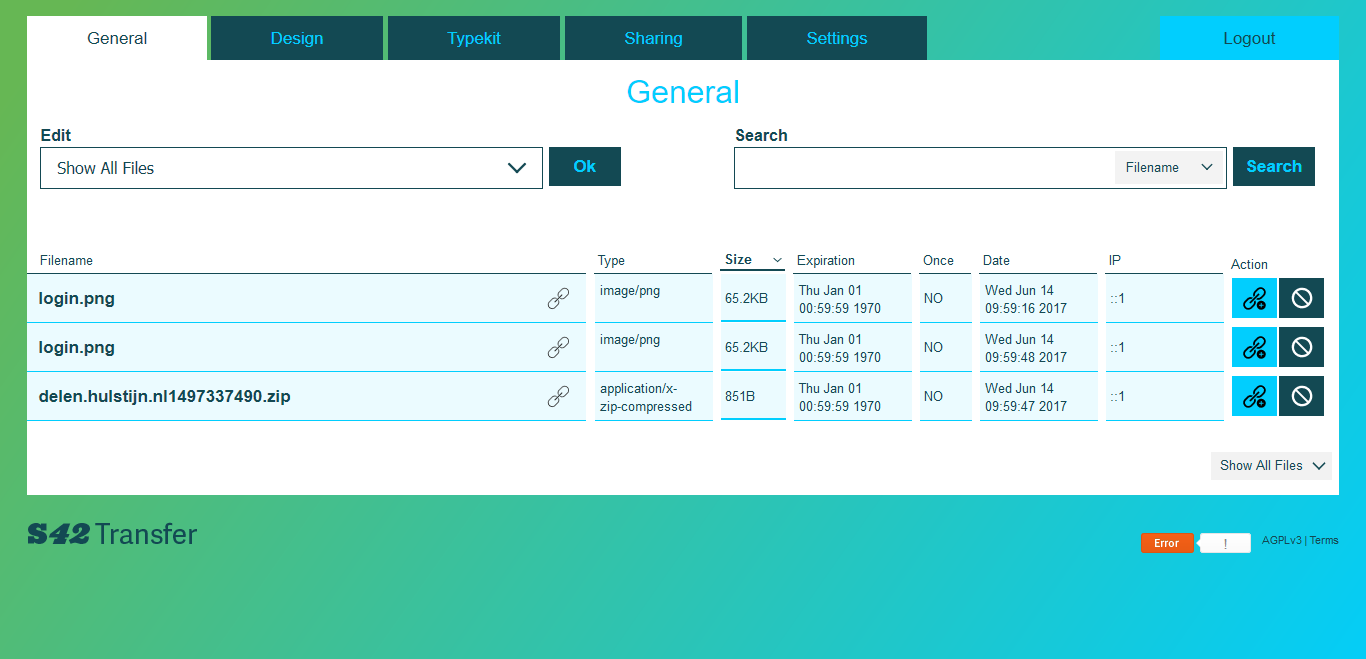 General Design Typekit Sharing Settings Logout
General
Edit Search
Show All Files Ok Filename Search
Filename Type Size Expiration Once Date IP Action
login.png image/png 65.2KB Thu Jan 01 00:59:59 1970 NO Wed Jun 14 09:59:16 2017 ::1
login.png image/png 65.2KB Thu Jan 01 00:59:59 1970 NO Wed Jun 14 09:59:48 2017 ::1
delen.hulstijn.nl1497337490.zip application/x-zip-compressed 851B Thu Jan 01 00:59:59 1970 NO Wed Jun 14 09:59:47 2017 ::1
Show All Files
S42 Transfer
Error ! AGPLv3 | Terms